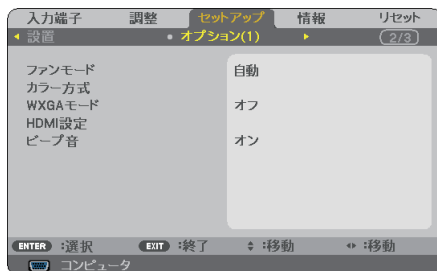 入力端子 調整 セットアップ 情報 リセット
設置 オプション(1) 2/3
ファンモード 自動
カラー方式
WXGAモード オフ
HDMI設定
ビープ音 オン
ENTER :選択 EXIT :終了 :移動 :移動
コンピュータ